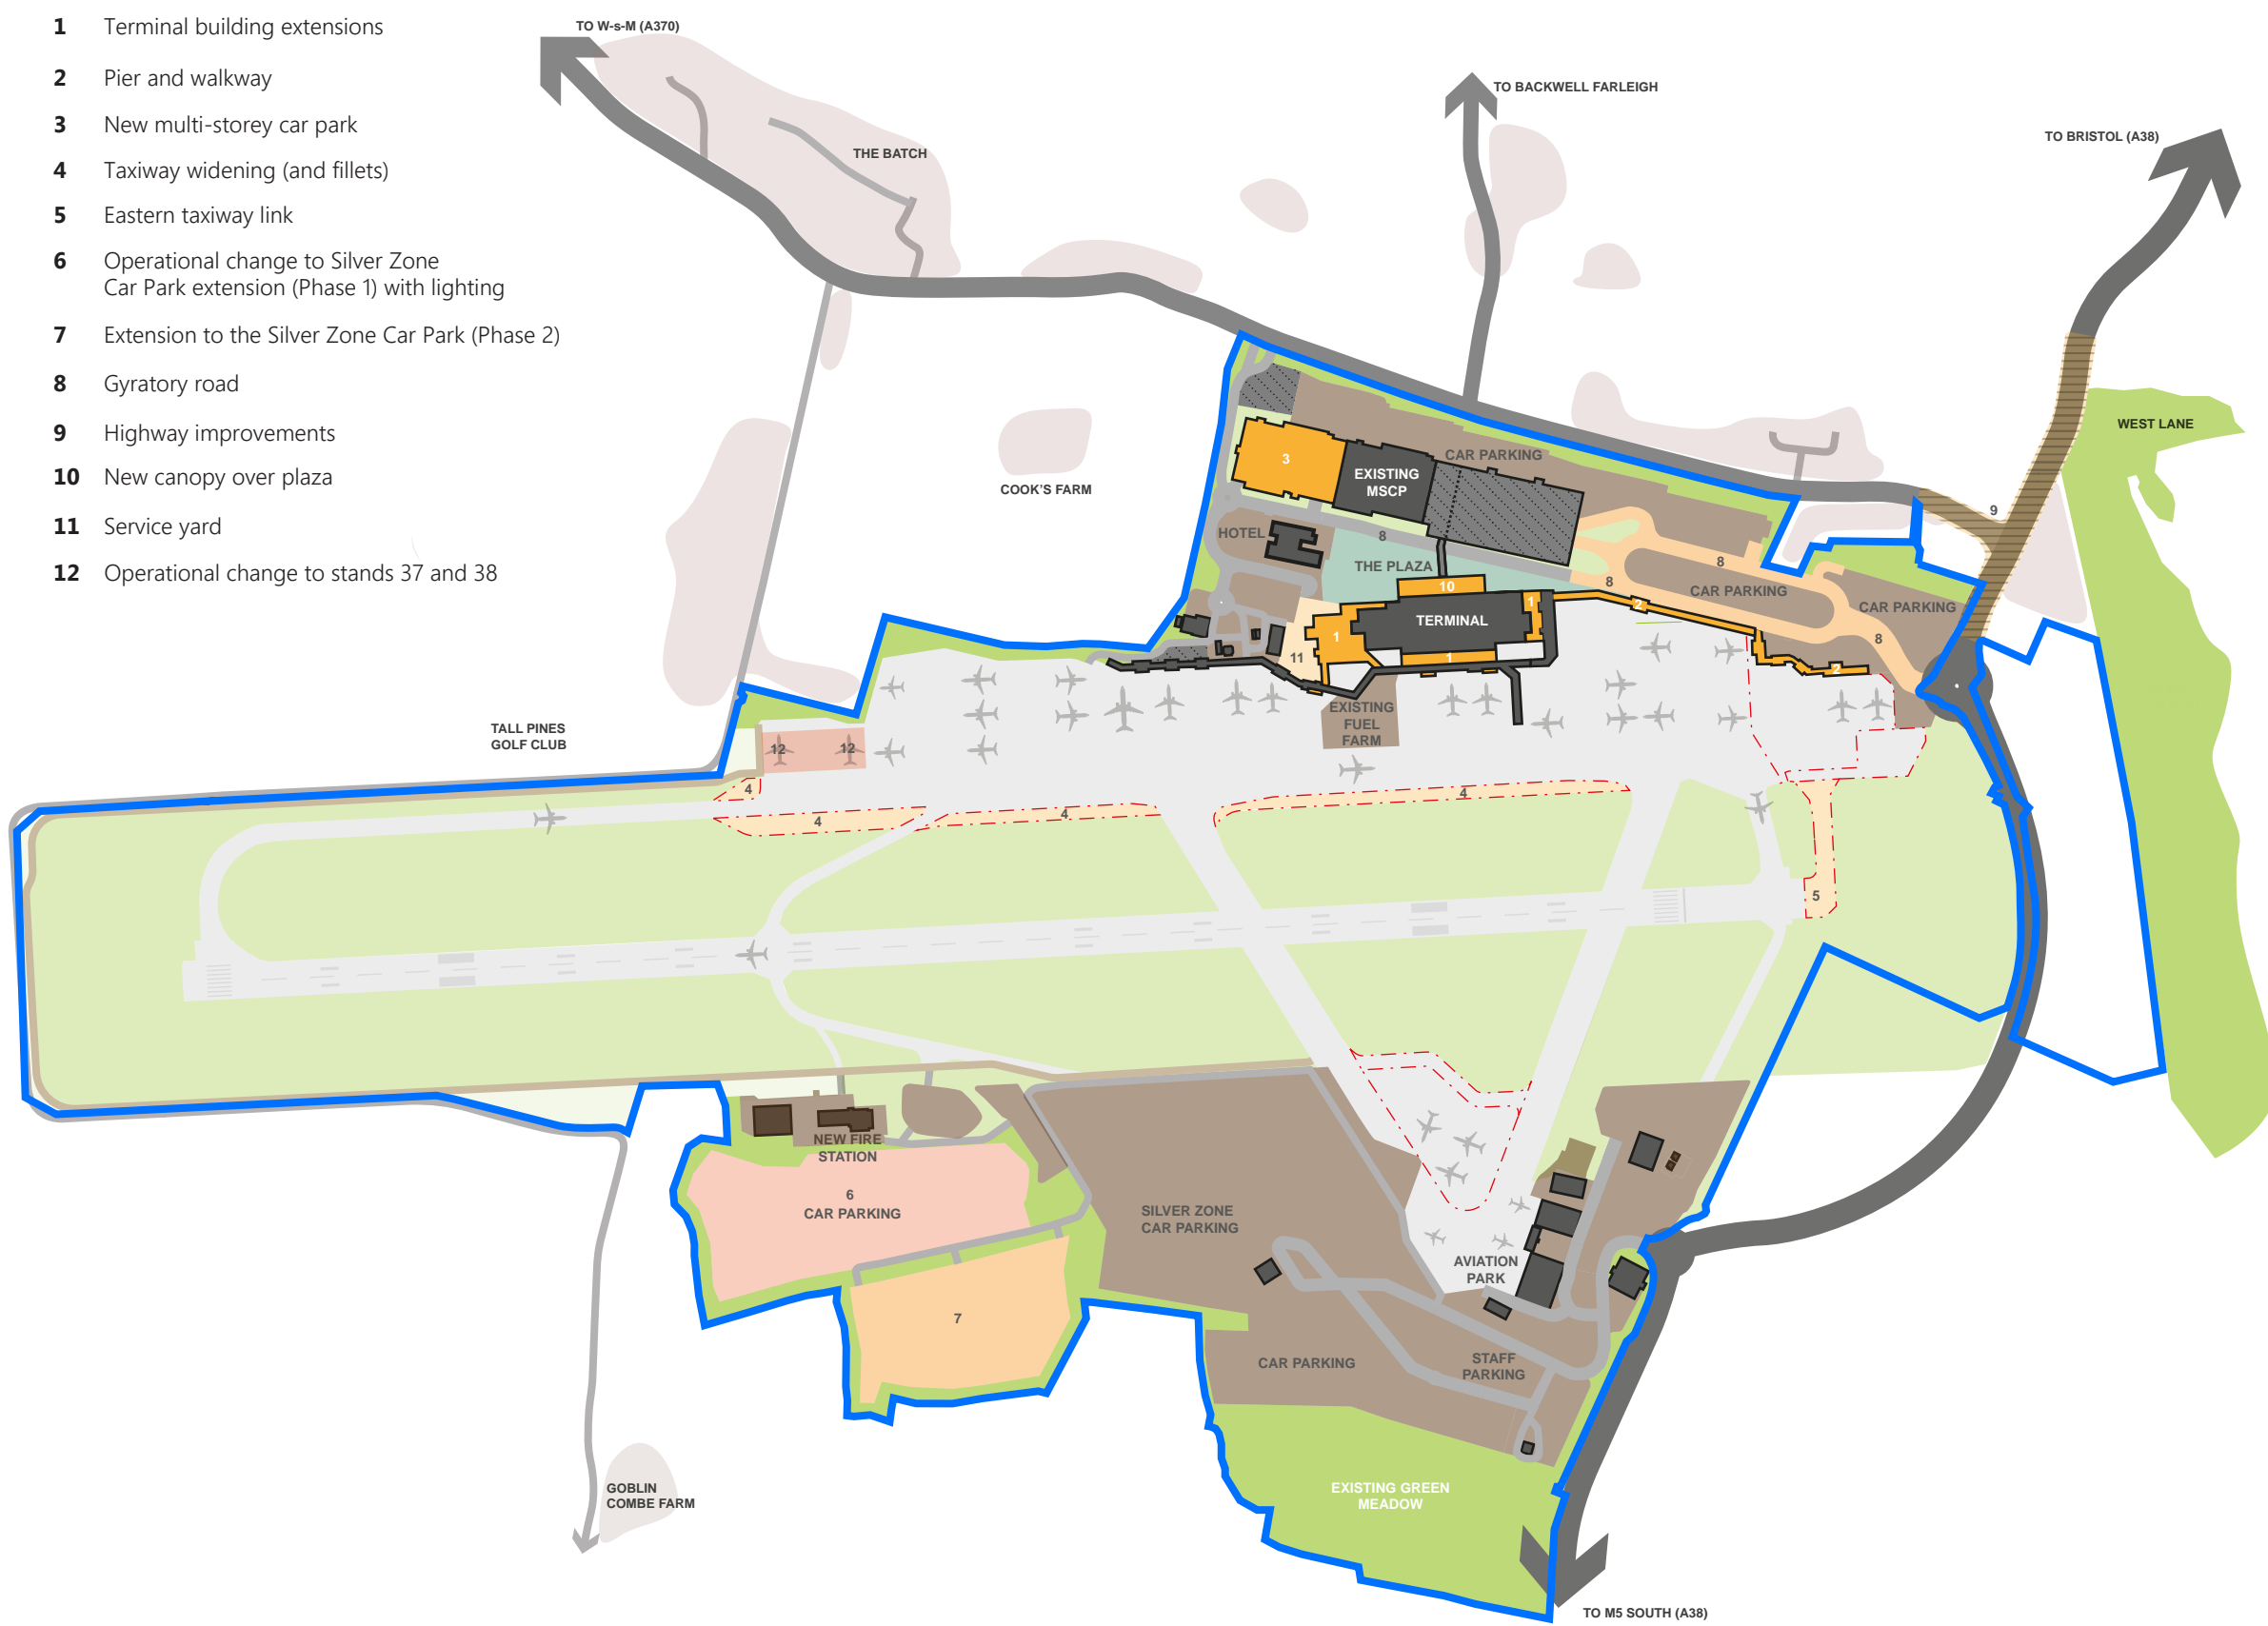 1 Terminal building extensions
2 Pier and walkway
3 New multi-storey car park
4 Taxiway widening (and fillets)
5 Eastern taxiway link
6 Operational change to Silver Zone
Car Park extension (Phase 1) with lighting
7 Extension to the Silver Zone Car Park (Phase 2)
8 Gyratory road
9 Highway improvements
10 New canopy over plaza
11 Service yard
12 Operational change to stands 37 and 38
TO W-s-M (A370)
TO BACKWELL FARLEIGH
TO BRISTOL (A38)
THE BATCH
WEST LANE
COOK'S FARM
3
EXISTING
MSCP
CAR PARKING
9
HOTEL
8
THE PLAZA
8
8
CAR PARKING
CAR PARKING
10
1
2
TERMINAL
1
11
1
8
2
TALL PINES
GOLF CLUB
EXISTING
FUEL
FARM
12
12
4
4
4
4
5
NEW FIRE
STATION
6
CAR PARKING
SILVER ZONE
CAR PARKING
AVIATION
PARK
7
CAR PARKING
STAFF
PARKING
GOBLIN
COMBE FARM
EXISTING GREEN
MEADOW
TO M5 SOUTH (A38)